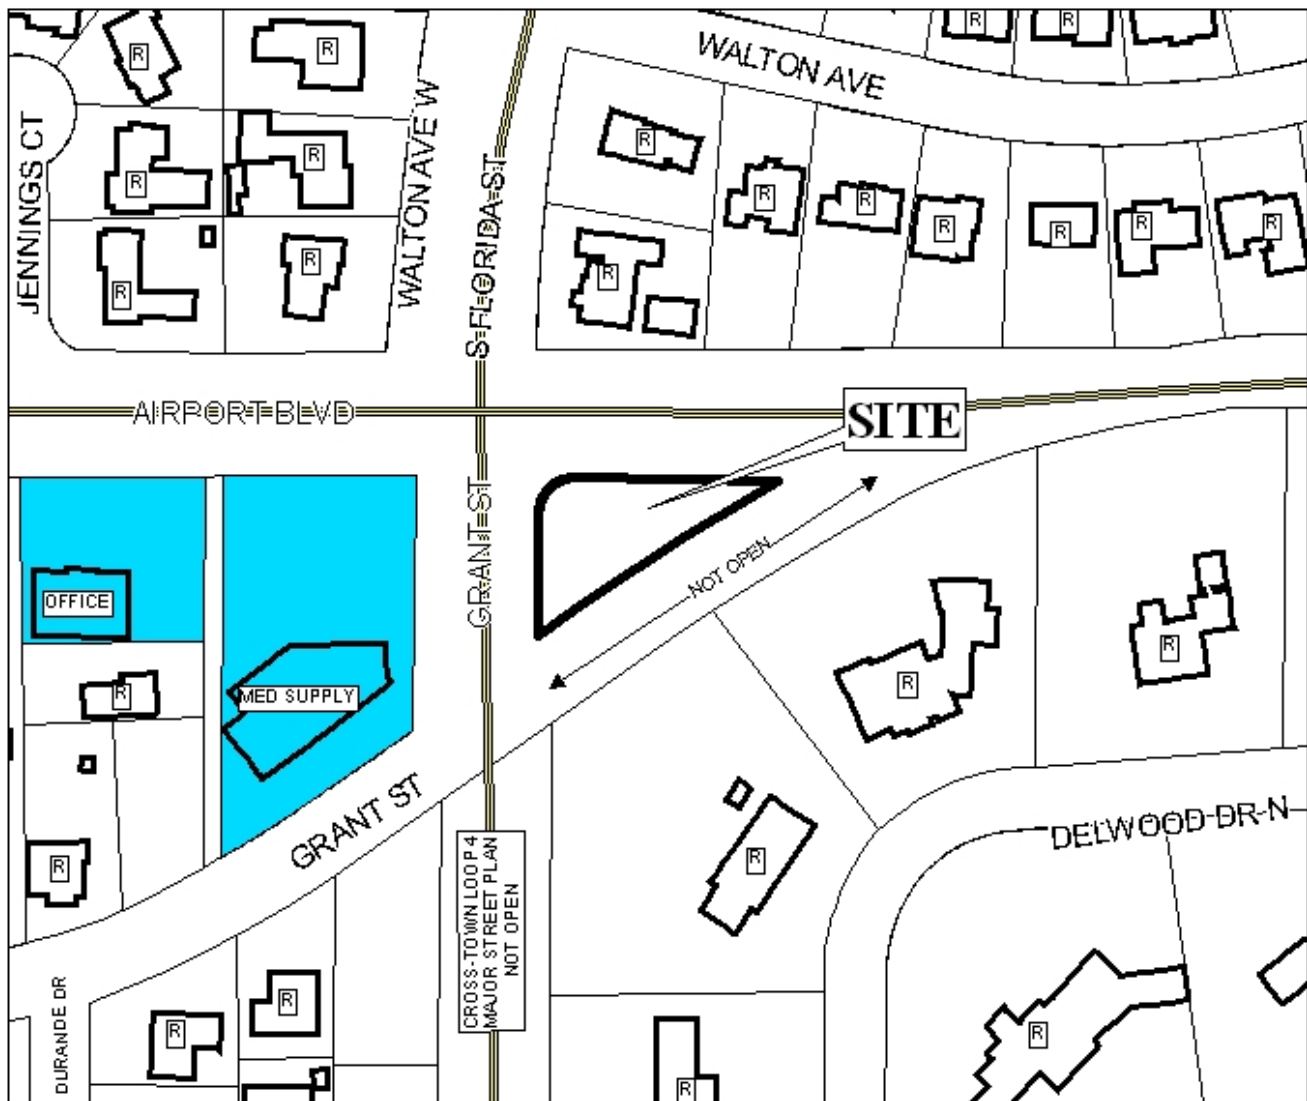 R
R
R
R
WALTON AVE
JENNINGS CT
R
R
WALTON AVE W
S FLORIDA ST
R
R
R
R
R
R
R
R
R
R
R
AIRPORT BLVD
SITE
GRANT ST
NOT OPEN
OFFICE
R
MED SUPPLY
R
R
GRANT ST
DELWOOD DR N
R
R
CROSS-TOWN LOOP 4
MAJOR STREET PLAN
NOT OPEN
DURANDE DR
R
R
R
R